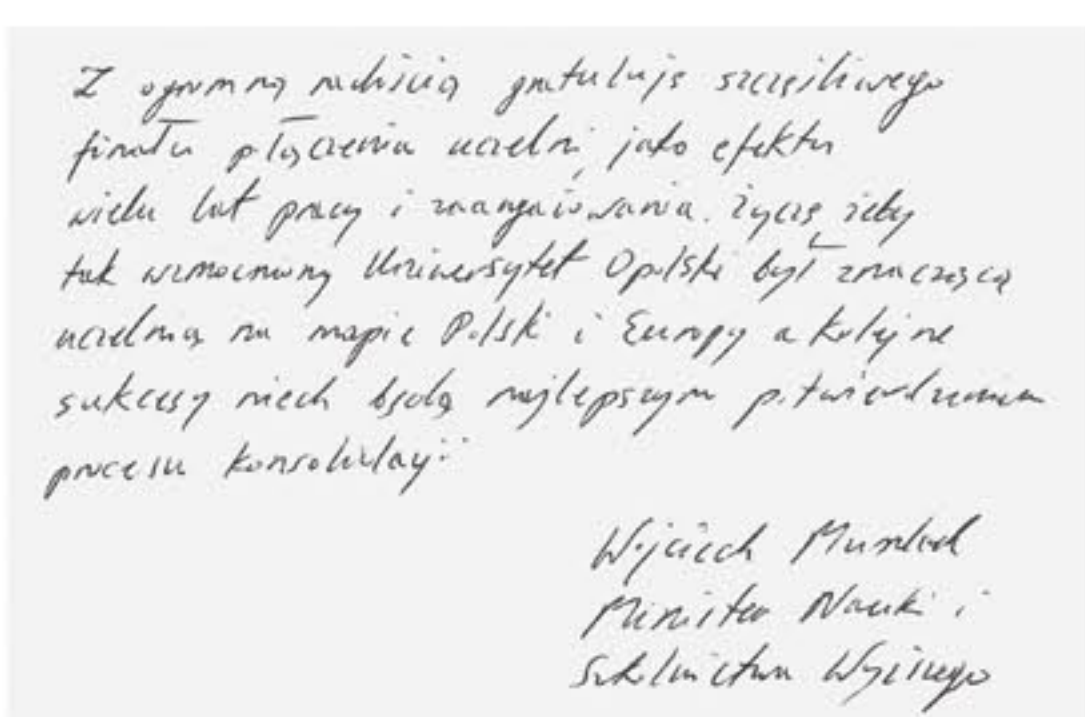 Z ogromną radością gratuluję szczęśliwego
finału płączenia uczelni, jako efektu
wielu lat pracy i zaangażowania. Życzę, żeby
tak wzmocniony Uniwersytet Opolski był znaczącą
uczelnią na mapie Polski i Europy a kolejne
sukcesy niech będą najlepszym potwierdzeniem
procesu konsolidacji
Wojciech Murdzek
Minister Nauki i
Szkolnictwa Wyższego